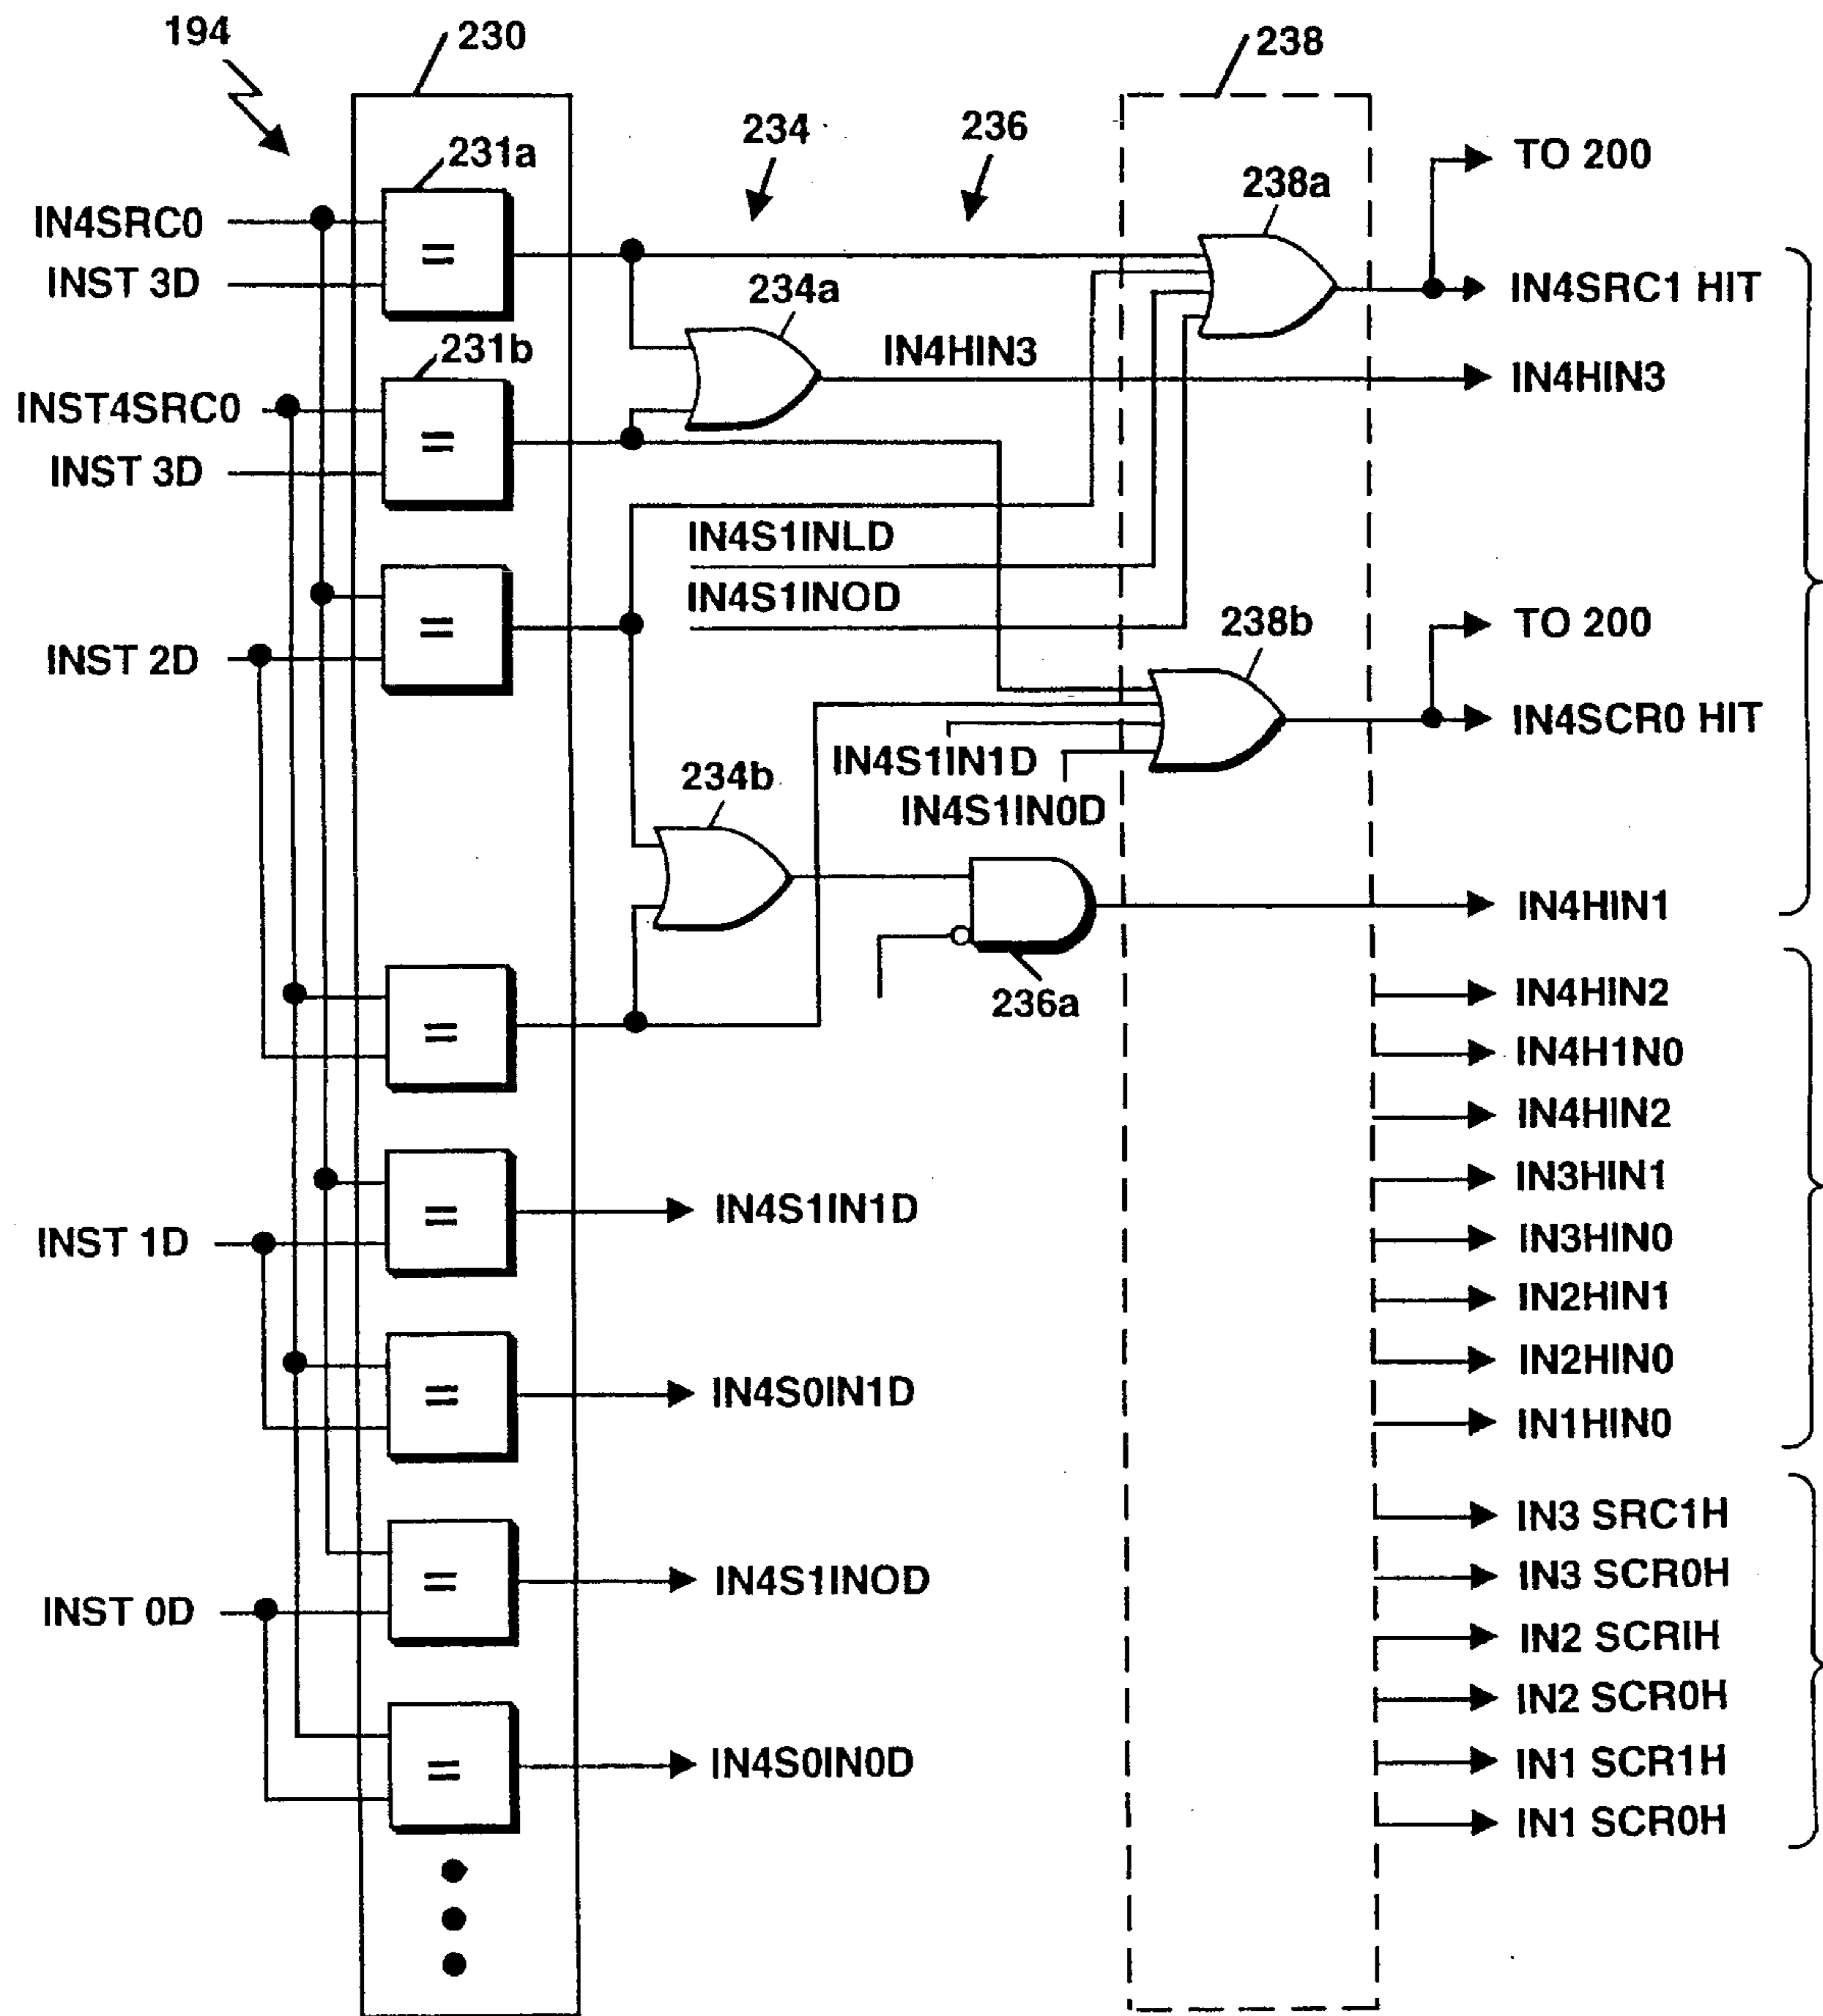 194
230
238
231a
234
236
TO 200
IN4SRC0
=
238a
INST 3D
234a
IN4SRC1 HIT
231b
IN4HIN3
IN4HIN3
INST4SRC0
=
INST 3D
IN4S1INLD
IN4S1INOD
=
TO 200
238b
INST 2D
IN4SCR0 HIT
IN4S1IN1D
234b
IN4S1IN0D
IN4HIN1
IN4HIN2
236a
=
IN4H1N0
IN4HIN2
IN3HIN1
=
IN4S1IN1D
INST 1D
IN3HIN0
IN2HIN1
IN2HIN0
=
IN4S0IN1D
IN1HIN0
IN3 SRC1H
=
IN4S1INOD
IN3 SCR0H
INST 0D
IN2 SCRIH
IN2 SCR0H
=
IN4S0IN0D
IN1 SCR1H
IN1 SCR0H